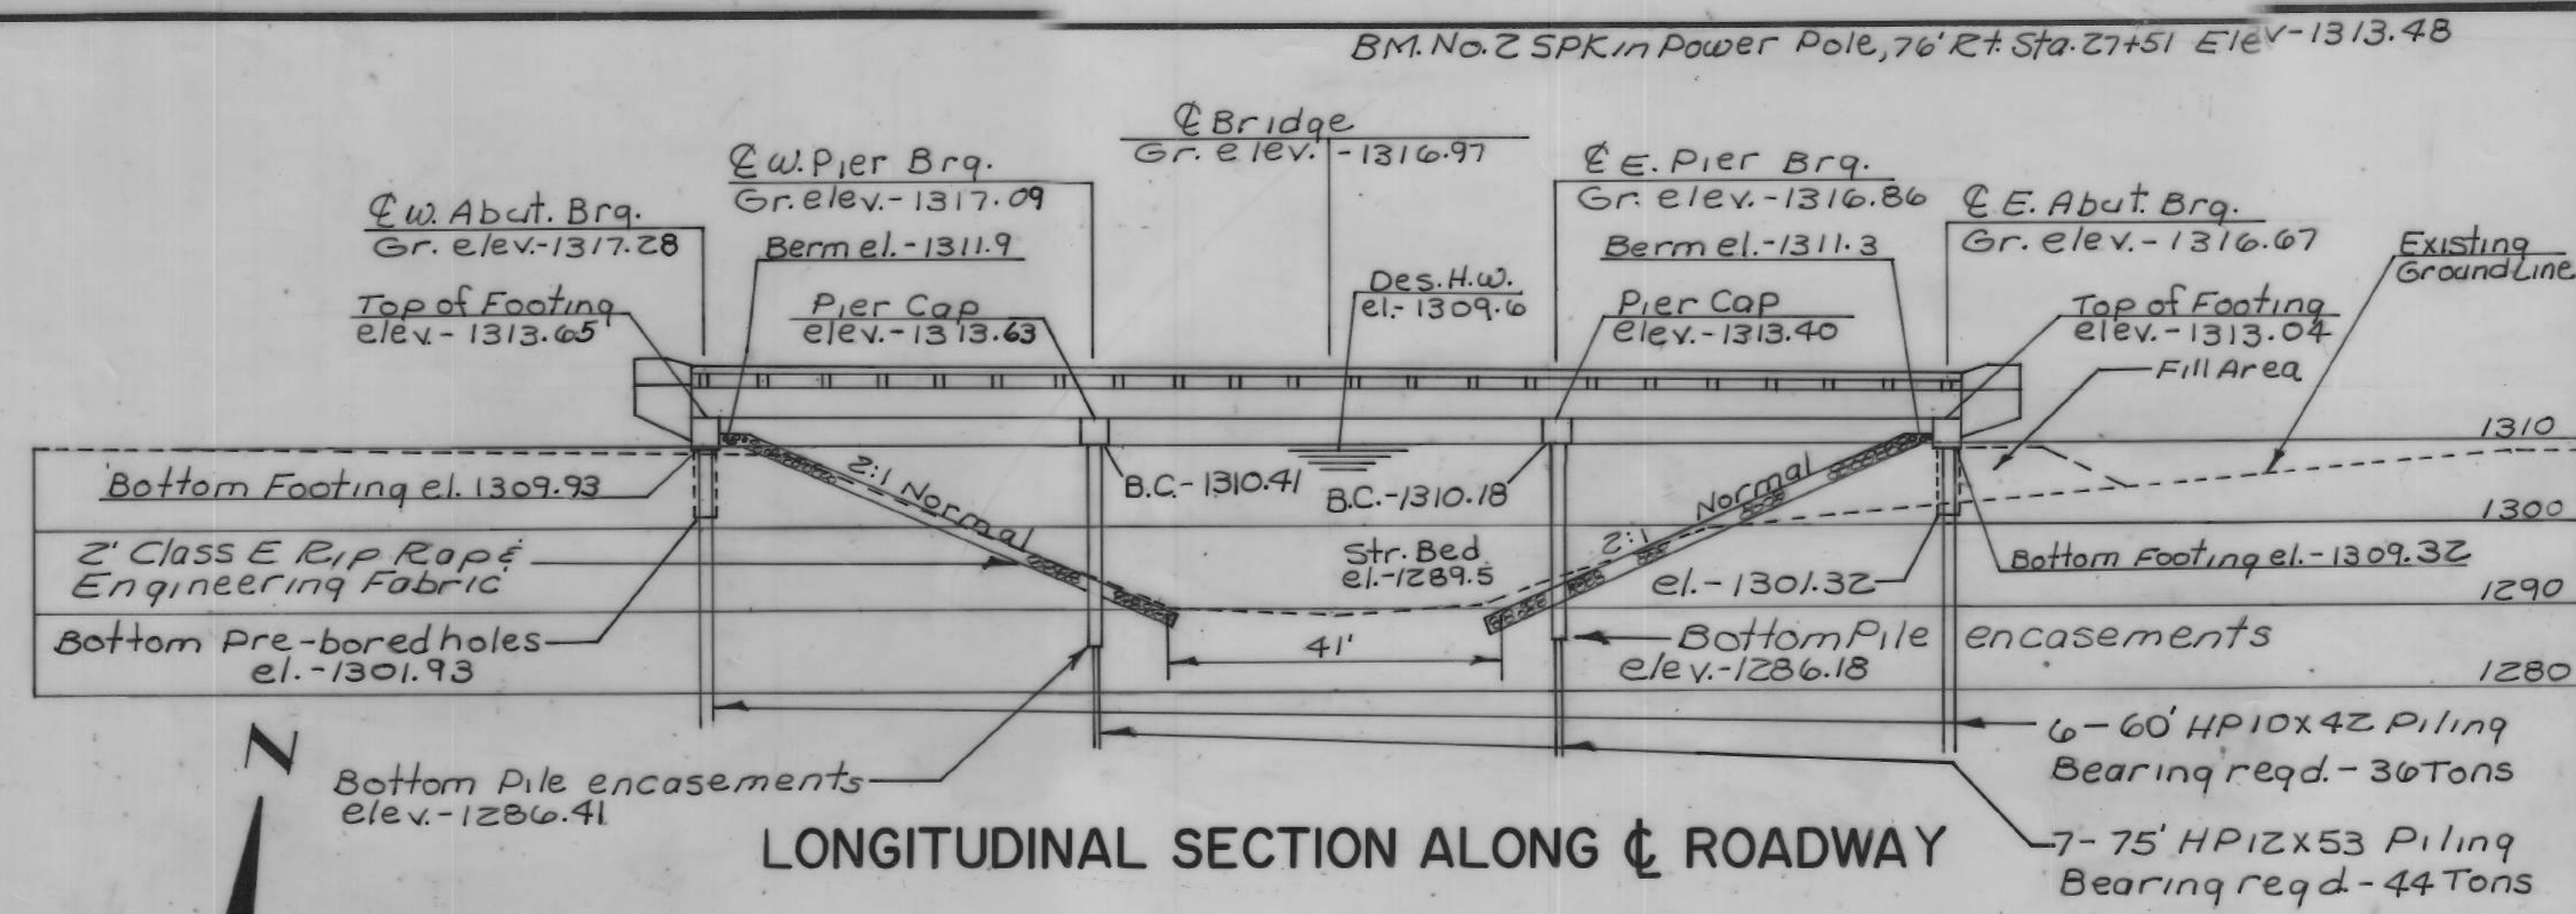 BM. No. 2 SPK in Power Pole, 76' Rt. Sta. 27+51 Elev-1313.48
℄ Bridge
Gr. elev. -1316.97
℄ W. Pier Brg.
Gr. elev.-1317.09
℄ E. Pier Brg.
Gr. elev.-1316.86
℄ W. Abut. Brg.
Gr. elev.-1317.28
℄ E. Abut. Brg.
Gr. elev.-1316.67
Berm el.-1311.9
Berm el.-1311.3
Existing
Ground Line
Des. H.W.
el.-1309.6
Top of Footing
elev.-1313.65
Pier Cap
elev.-1313.63
Pier Cap
elev.-1313.40
Top of Footing
elev.-1313.04
Fill Area
1310
Bottom Footing el. 1309.93
2:1 Normal
B.C.-1310.41
B.C.-1310.18
2:1 Normal
1300
2' Class E Rip Rap &
Engineering Fabric
Str. Bed
el.-1289.5
el.-1301.32
Bottom Footing el.-1309.32
1290
Bottom Pre-bored holes
el.-1301.93
41'
Bottom Pile encasements
elev.-1286.18
1280
N
Bottom Pile encasements
elev.-1286.41
6-60' HP10x42 Piling
Bearing reqd.-36 Tons
LONGITUDINAL SECTION ALONG ℄ ROADWAY
7-75' HP12x53 Piling
Bearing reqd.-44 Tons